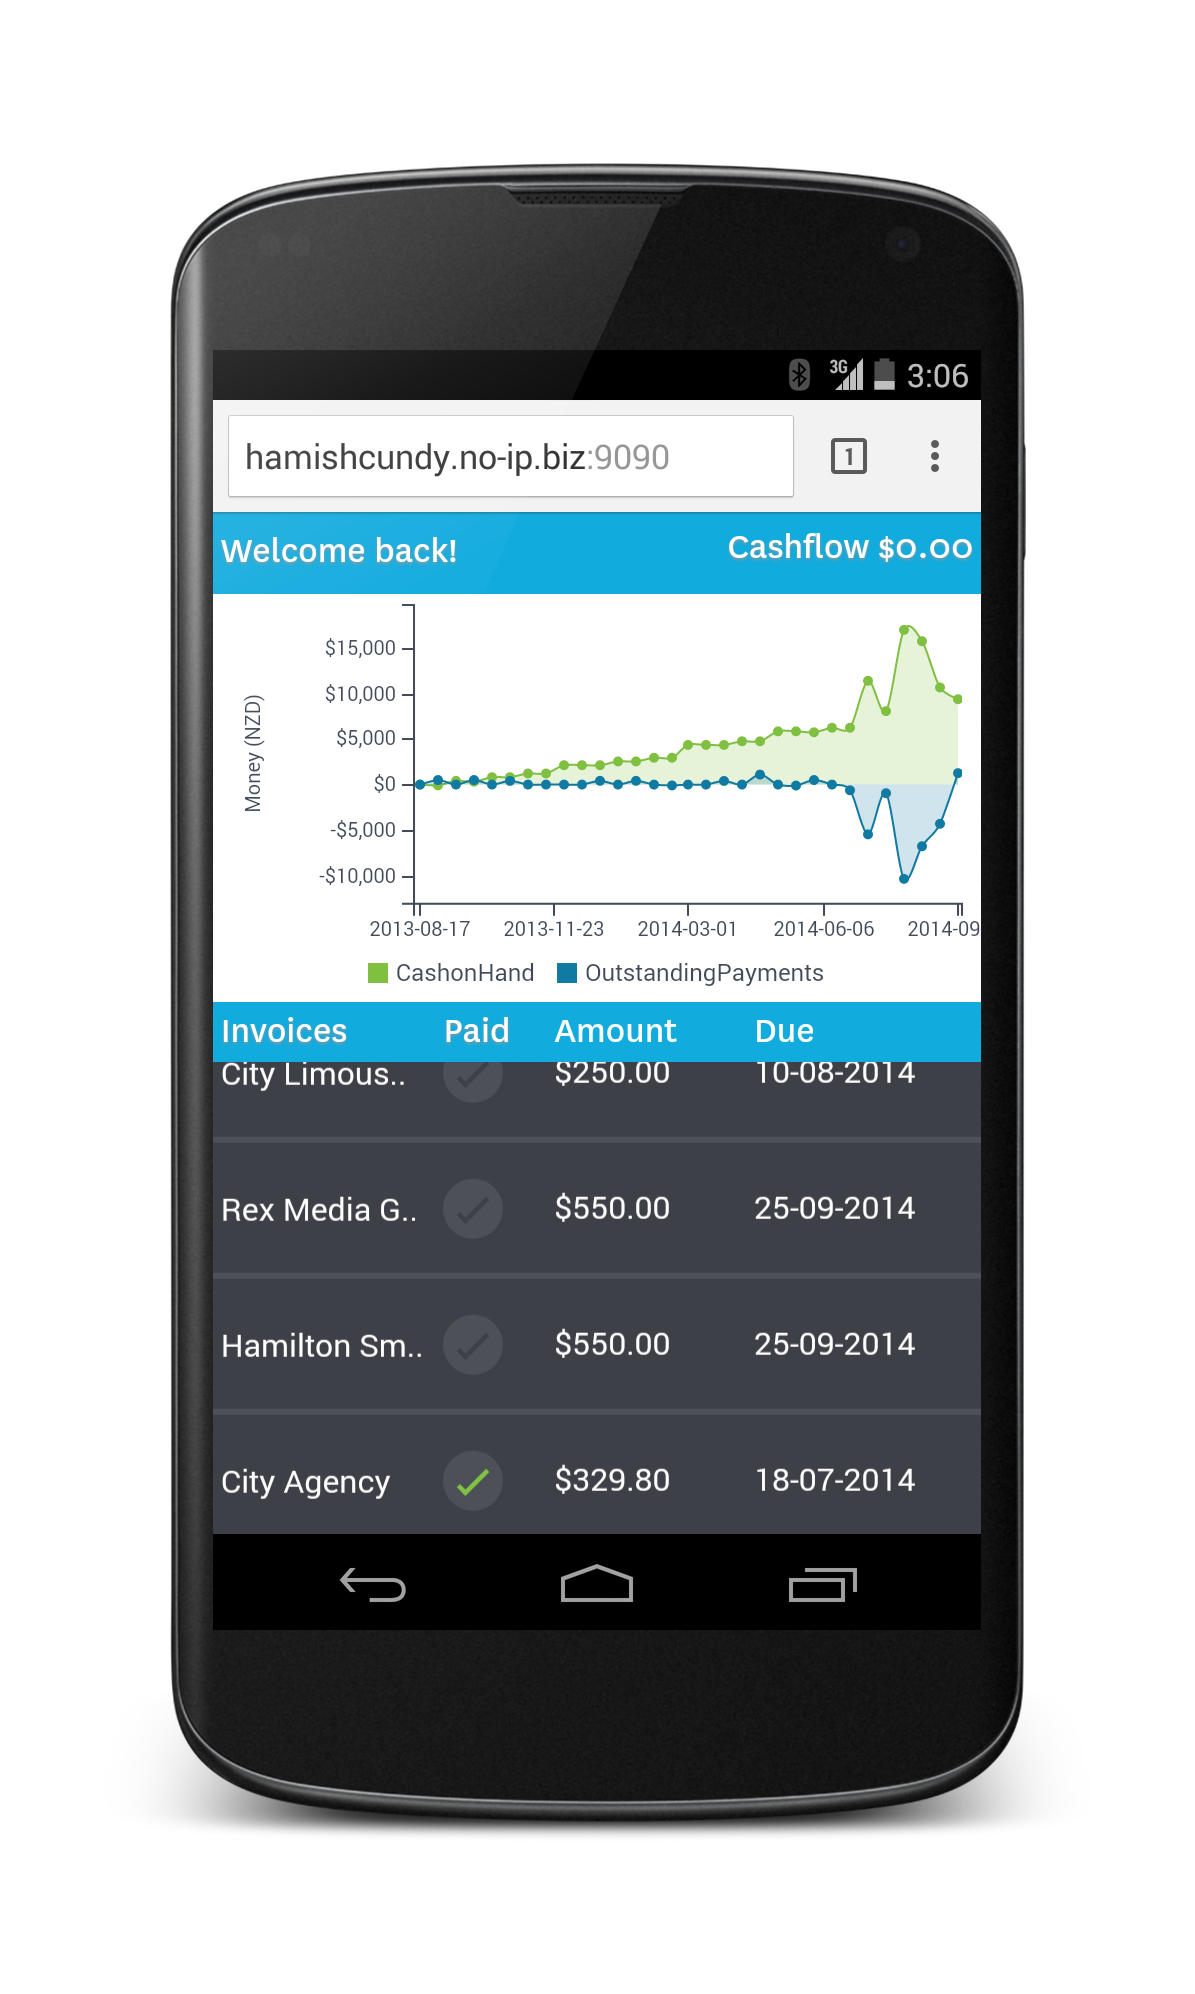 3G 3:06
hamishcundy.no-ip.biz:9090 1
Welcome back! Cashflow $0.00
Money (NZD)
$15,000
$10,000
$5,000
$0
-$5,000
-$10,000
2013-08-17 2013-11-23 2014-03-01 2014-06-06 2014-09
CashonHand OutstandingPayments
Invoices Paid Amount Due
City Limous.. $250.00 10-08-2014
Rex Media G.. $550.00 25-09-2014
Hamilton Sm.. $550.00 25-09-2014
City Agency $329.80 18-07-2014